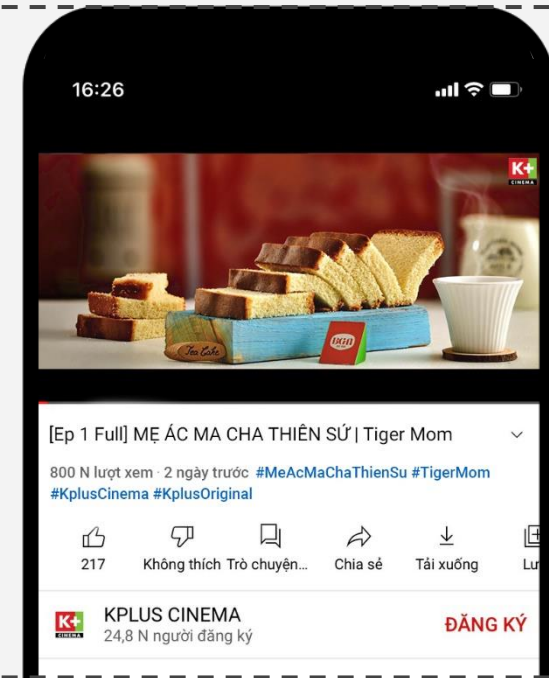 16:26
K+
CINEMA
Tea Cake
BGN
[Ep 1 Full] MẸ ÁC MA CHA THIÊN SỨ | Tiger Mom
800 N lượt xem · 2 ngày trước #MeAcMaChaThienSu #TigerMom
#KplusCinema #KplusOriginal
217 Không thích Trò chuyện... Chia sẻ Tải xuống Lư
K+
CINEMA
KPLUS CINEMA
24,8 N người đăng ký
ĐĂNG KÝ